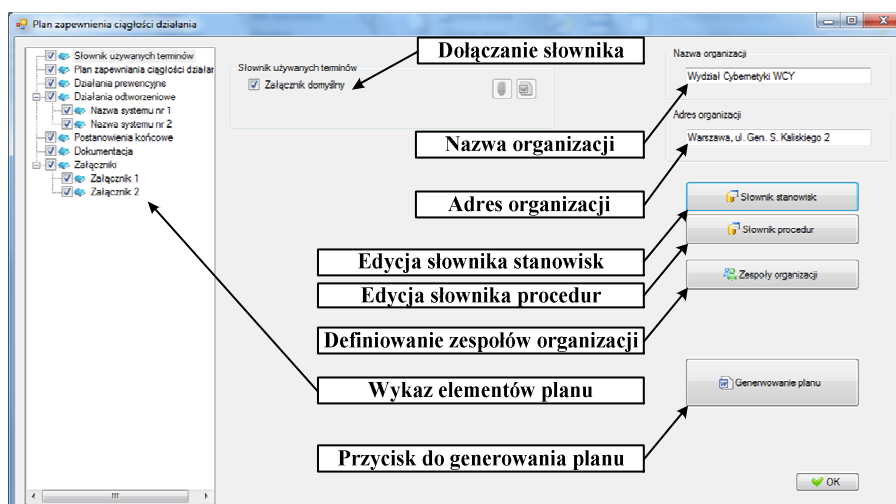 Plan zapewnienia ciągłości działania
Słownik używanych terminów
Plan zapewniania ciągłości działar
Działania prewencyjne
Działania odtworzeniowe
Nazwa systemu nr 1
Nazwa systemu nr 2
Postanowienia końcowe
Dokumentacja
Załączniki
Załącznik 1
Załącznik 2
Słownik używanych terminów
Załącznik domyślny
Dołączanie słownika
Nazwa organizacji
Wydział Cybernetyki WCY
Adres organizacji
Warszawa, ul. Gen. S. Kaliskiego 2
Nazwa organizacji
Adres organizacji
Słownik stanowisk
Słownik procedur
Edycja słownika stanowisk
Zespoły organizacji
Edycja słownika procedur
Definiowanie zespołów organizacji
Wykaz elementów planu
Generwowanie planu
Przycisk do generowania planu
OK